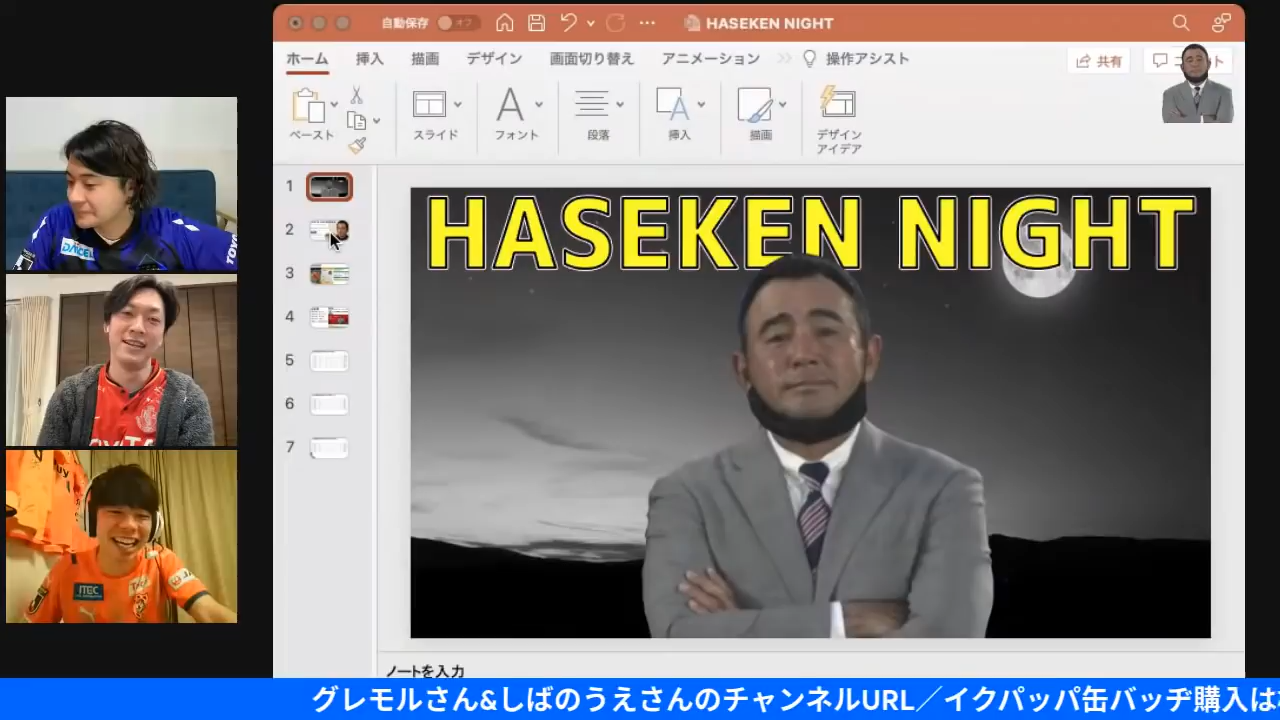 自動保存 オフ
HASEKEN NIGHT
ホーム 挿入 描画 デザイン 画面切り替え アニメーション 操作アシスト
共有
ペースト スライド フォント 段落 挿入 描画 デザイン
アイデア
1
2
3
4
5
6
7
HASEKEN NIGHT
DAICEL
ITEC
ノートを入力
グレモルさん&しばのうえさんのチャンネルURL／イクパッパ缶バッヂ購入は